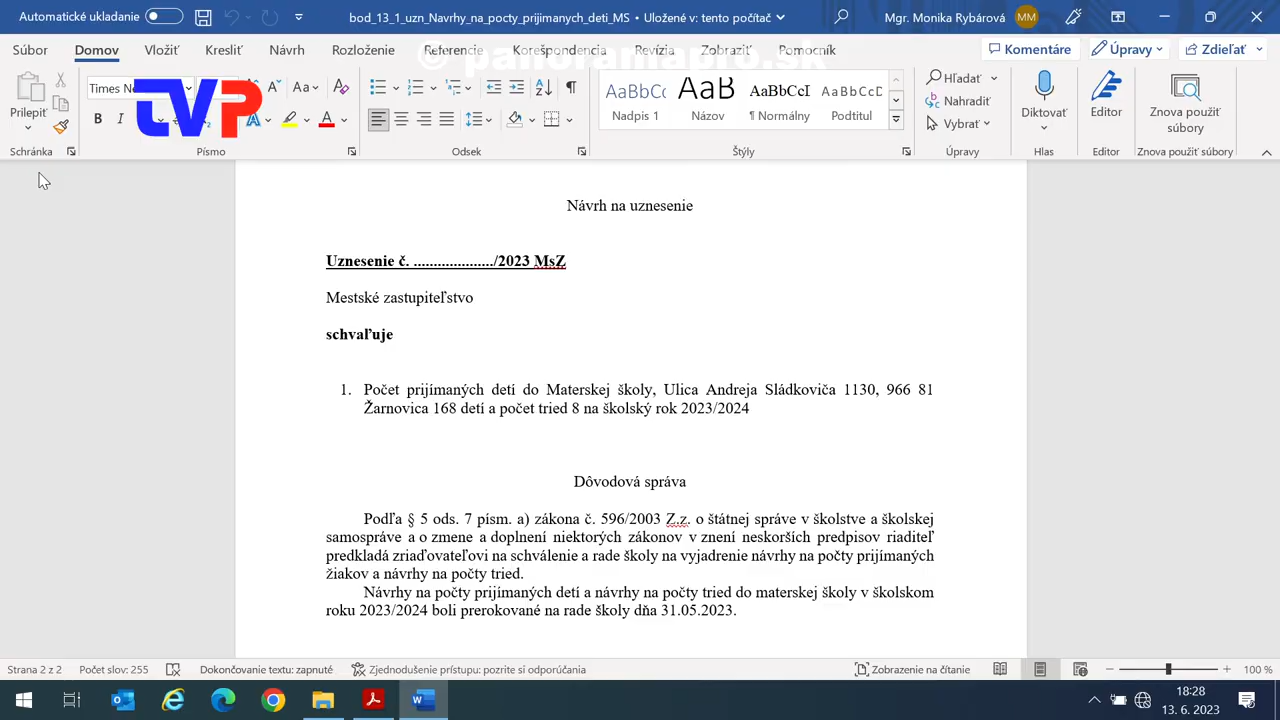 Automatické ukladanie
bod_13_1_uzn_Navrhy_na_pocty_prijimanych_deti_MS • Uložené v: tento počítač
Mgr. Monika Rybárová
MM
Súbor Domov Vložiť Kresliť Návrh Rozloženie Referencie Korešpondencia Revízia Zobraziť Pomocník
Komentáre Úpravy Zdieľať
© panoramapro.sk
TVP
Prilepiť
Times Ne
B I
Aa
AaBbCc AaB AaBbCcI AaBbCcD
Nadpis 1 Názov ¶ Normálny Podtitul
Hľadať
Nahradiť
Vybrať
Diktovať
Editor
Znova použiť
súbory
Schránka Písmo Odsek Štýly Úpravy Hlas Editor Znova použiť súbory
Návrh na uznesenie
Uznesenie č. ..................../2023 MsZ
Mestské zastupiteľstvo
schvaľuje
1. Počet prijímaných detí do Materskej školy, Ulica Andreja Sládkoviča 1130, 966 81
Žarnovica 168 detí a počet tried 8 na školský rok 2023/2024
Dôvodová správa
Podľa § 5 ods. 7 písm. a) zákona č. 596/2003 Z.z. o štátnej správe v školstve a školskej
samospráve a o zmene a doplnení niektorých zákonov v znení neskorších predpisov riaditeľ
predkladá zriaďovateľovi na schválenie a rade školy na vyjadrenie návrhy na počty prijímaných
žiakov a návrhy na počty tried.
Návrhy na počty prijímaných detí a návrhy na počty tried do materskej školy v školskom
roku 2023/2024 boli prerokované na rade školy dňa 31.05.2023.
Strana 2 z 2 Počet slov: 255 Dokončovanie textu: zapnuté Zjednodušenie prístupu: pozrite si odporúčania
Zobrazenie na čítanie 100 %
18:28
13. 6. 2023